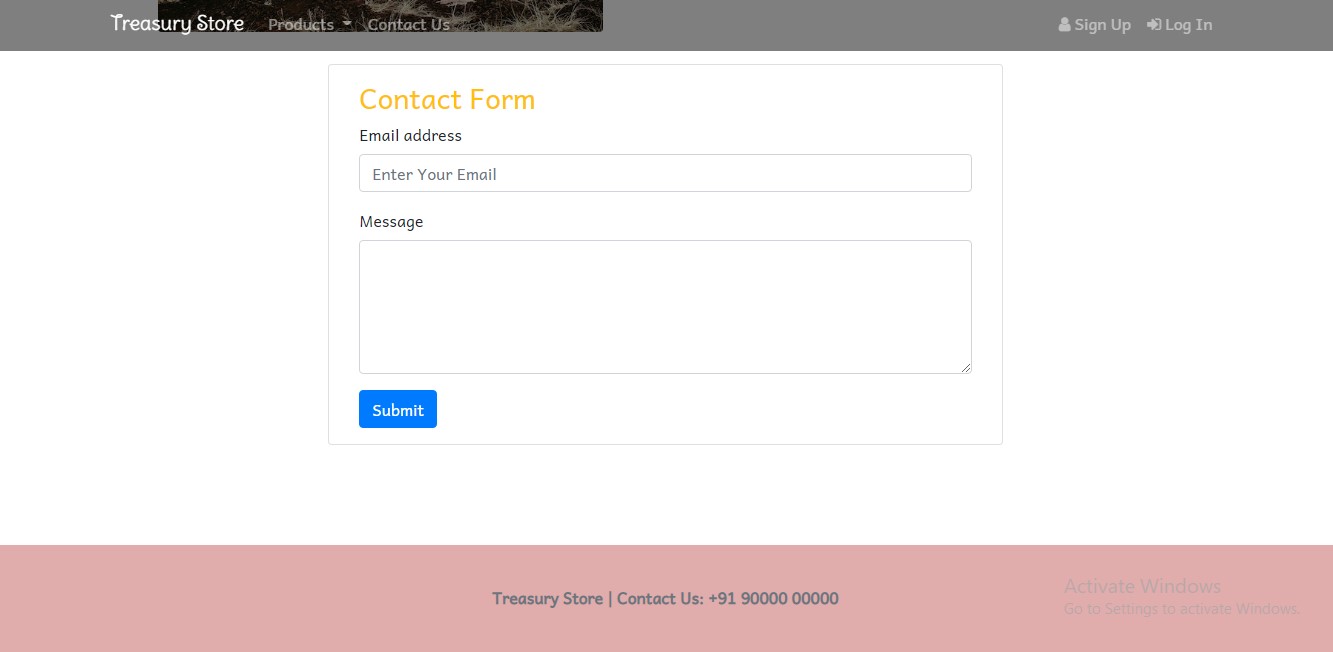 Treasury Store Products Contact Us Sign Up Log In
Contact Form
Email address
Enter Your Email
Message
Submit
Treasury Store | Contact Us: +91 90000 00000
Activate Windows
Go to Settings to activate Windows.